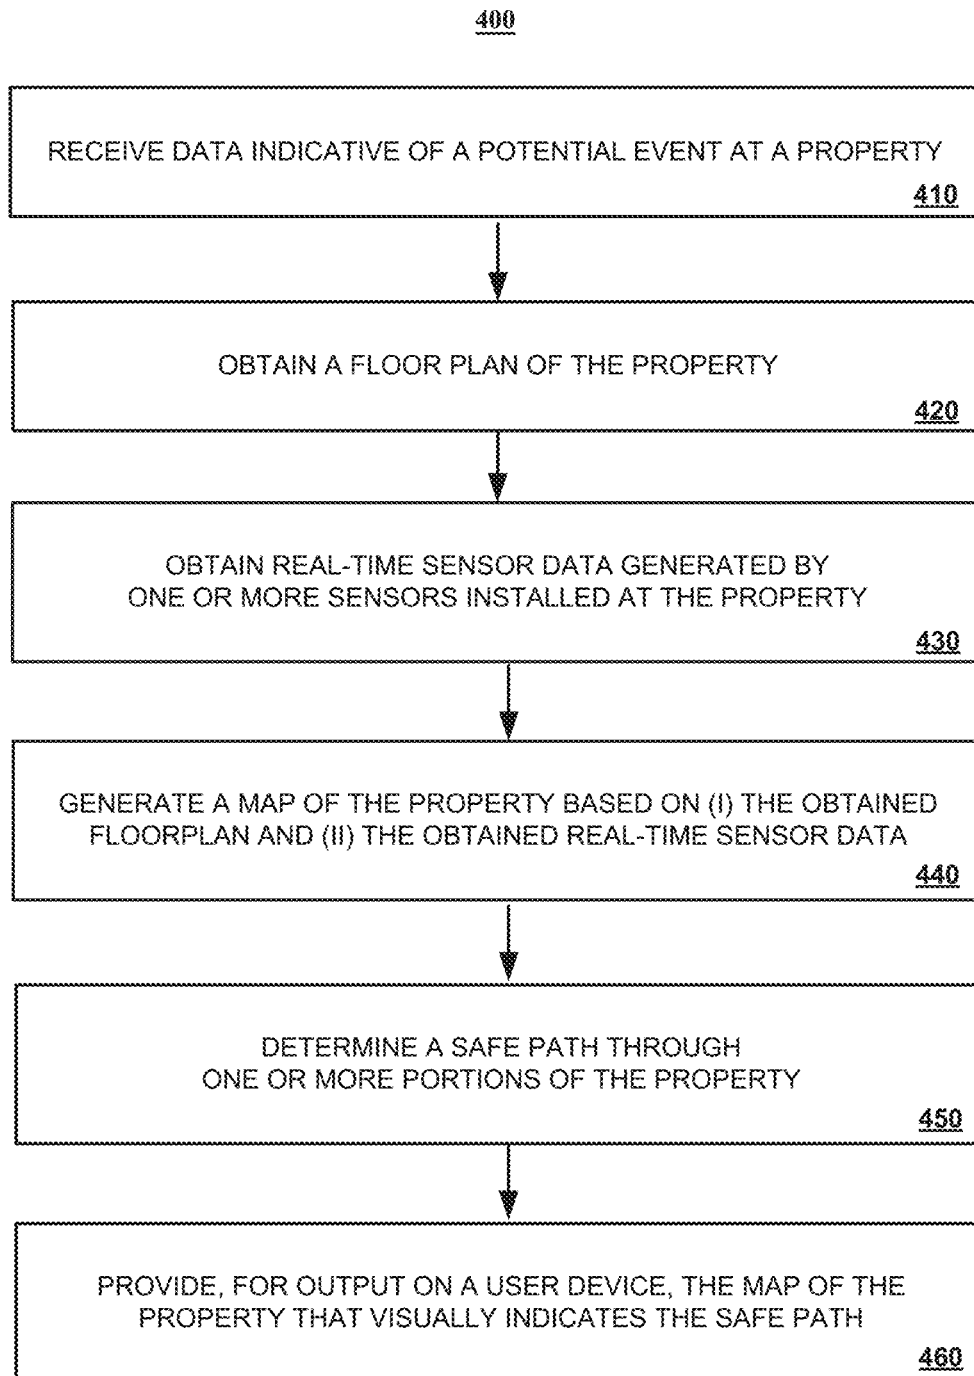 400
RECEIVE DATA INDICATIVE OF A POTENTIAL EVENT AT A PROPERTY
410
OBTAIN A FLOOR PLAN OF THE PROPERTY
420
OBTAIN REAL-TIME SENSOR DATA GENERATED BY
ONE OR MORE SENSORS INSTALLED AT THE PROPERTY
430
GENERATE A MAP OF THE PROPERTY BASED ON (I) THE OBTAINED
FLOORPLAN AND (II) THE OBTAINED REAL-TIME SENSOR DATA
440
DETERMINE A SAFE PATH THROUGH
ONE OR MORE PORTIONS OF THE PROPERTY
450
PROVIDE, FOR OUTPUT ON A USER DEVICE, THE MAP OF THE
PROPERTY THAT VISUALLY INDICATES THE SAFE PATH
460